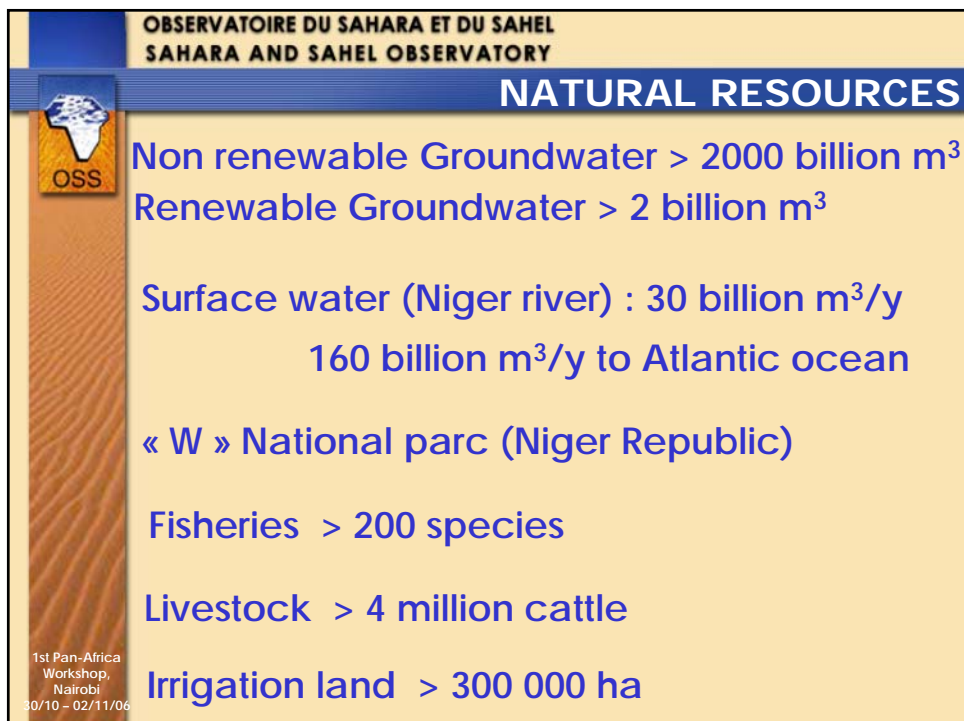 OBSERVATOIRE DU SAHARA ET DU SAHEL
SAHARA AND SAHEL OBSERVATORY
NATURAL RESOURCES
OSS
Non renewable Groundwater > 2000 billion m³
Renewable Groundwater > 2 billion m³
Surface water (Niger river) : 30 billion m³/y
160 billion m³/y to Atlantic ocean
« W » National parc (Niger Republic)
Fisheries > 200 species
Livestock > 4 million cattle
Irrigation land > 300 000 ha
1st Pan-Africa
Workshop,
Nairobi
30/10 – 02/11/06